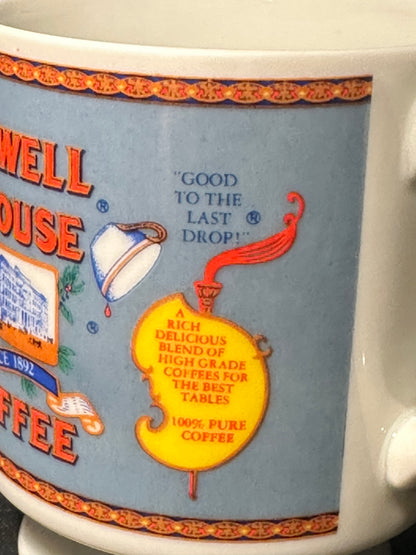 WELL
OUSE
®
®
CE 1892
FFEE
"GOOD
TO THE
LAST ®
DROP!"
A
RICH
DELICIOUS
BLEND OF
HIGH GRADE
COFFEES FOR
THE BEST
TABLES
100% PURE
COFFEE